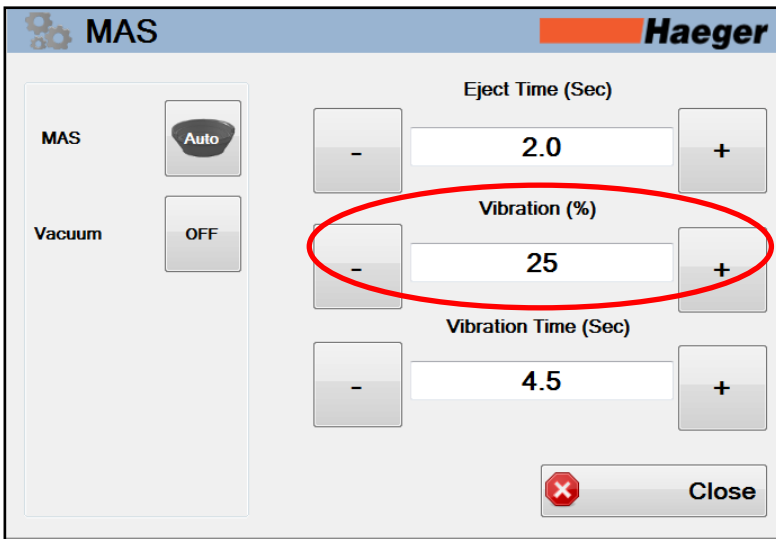 MAS
Haeger
MAS
Auto
Vacuum
OFF
Eject Time (Sec)
- 2.0 +
Vibration (%)
- 25 +
Vibration Time (Sec)
- 4.5 +
Close